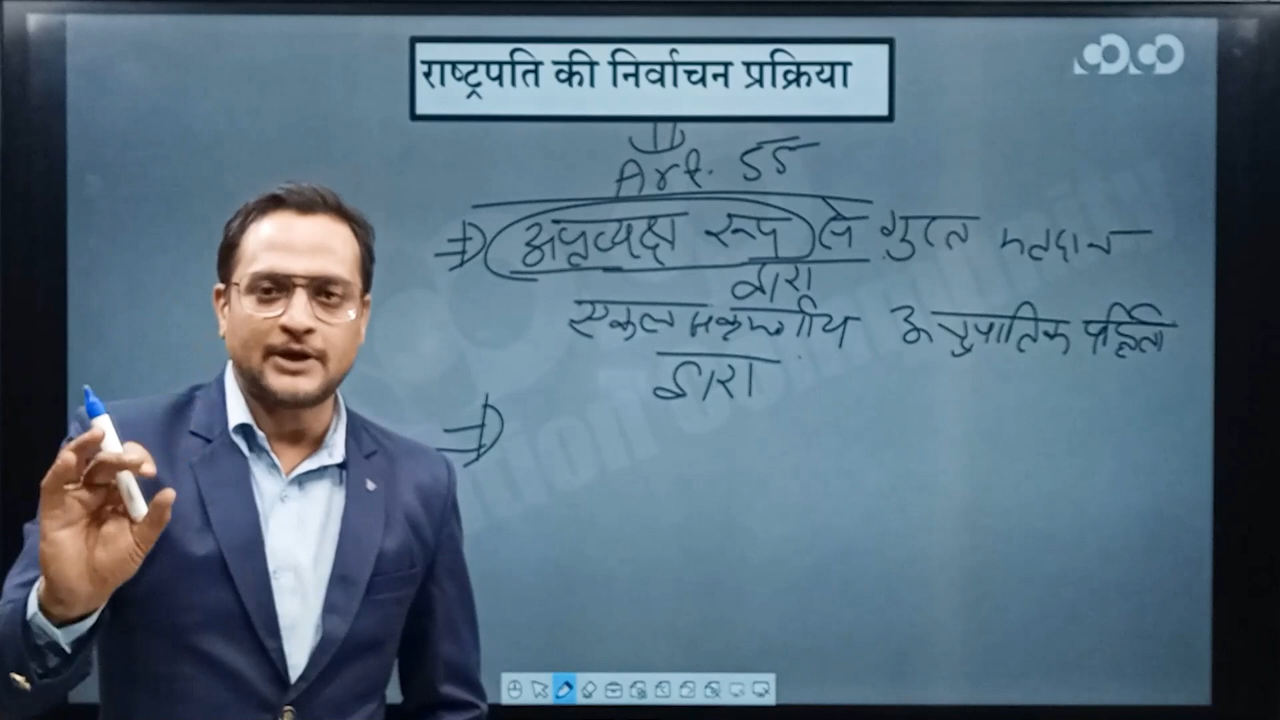 राष्ट्रपति की निर्वाचन प्रक्रिया
Art. 55
अप्रत्यक्ष रूप से गुप्त मतदान
द्वारा
एकल संक्रमणीय अनुपातिक पद्धति
द्वारा